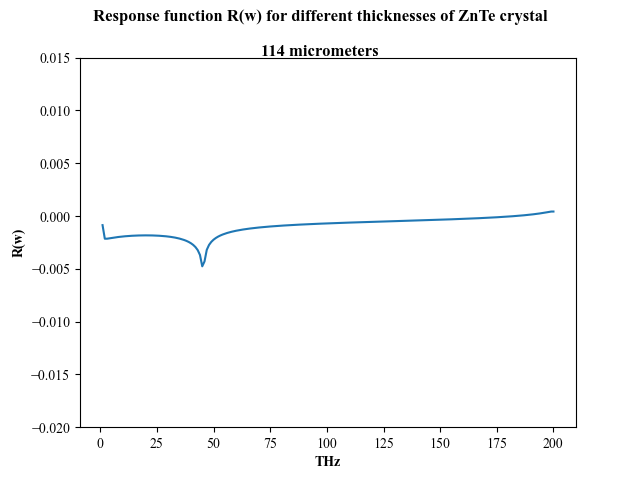 Response function R(w) for different thicknesses of ZnTe crystal
114 micrometers
0.015
0.010
0.005
0.000
−0.005
−0.010
−0.015
−0.020
R(w)
0 25 50 75 100 125 150 175 200
THz